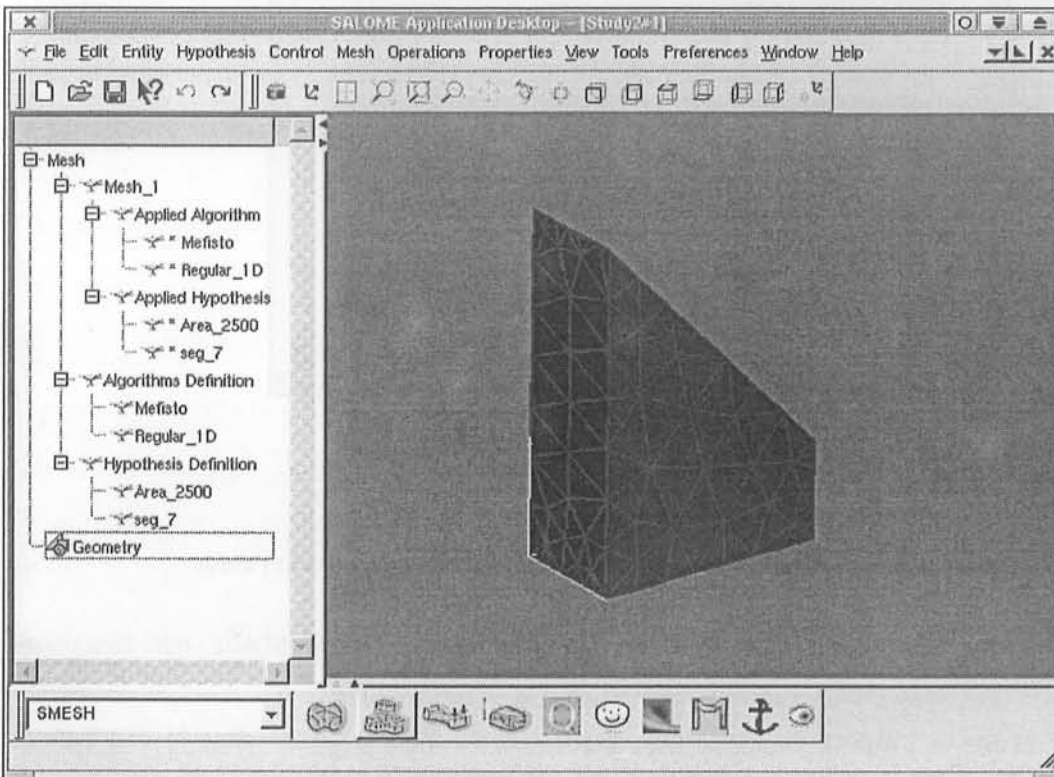 SALOME Application Desktop - [Study2#1]
File Edit Entity Hypothesis Control Mesh Operations Properties View Tools Preferences Window Help
Mesh
Mesh_1
Applied Algorithm
* Mefisto
* Regular_1D
Applied Hypothesis
* Area_2500
* seg_7
Algorithms Definition
Mefisto
Regular_1D
Hypothesis Definition
Area_2500
seg_7
Geometry
SMESH